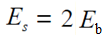 E_s = 2 E_b